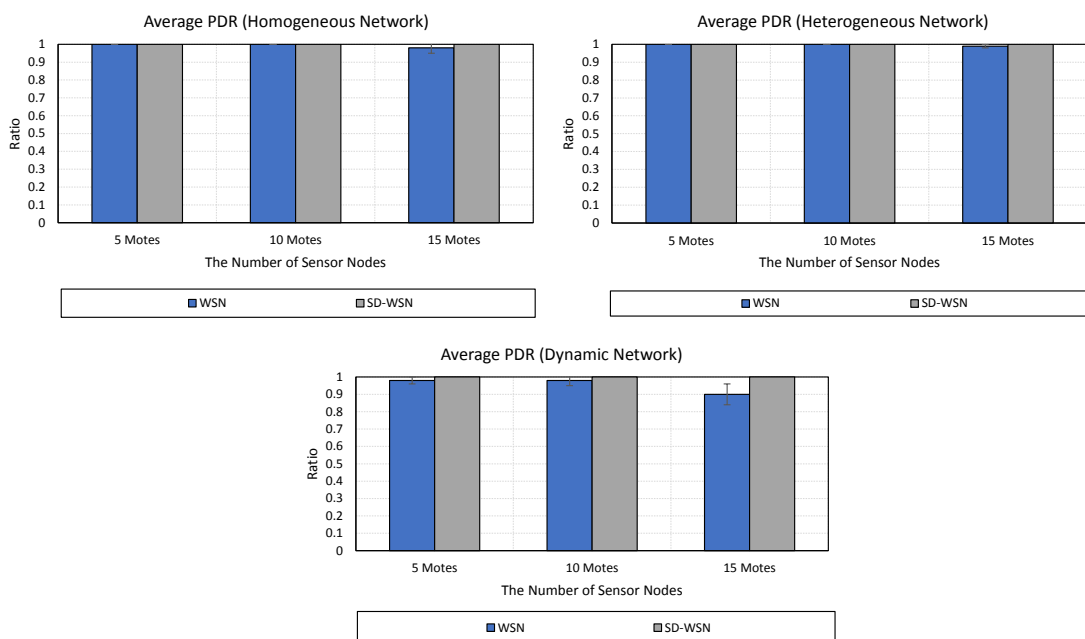 Average PDR (Homogeneous Network)
1
0.9
0.8
0.7
0.6
0.5
0.4
0.3
0.2
0.1
0
Ratio
5 Motes 10 Motes 15 Motes
The Number of Sensor Nodes
WSN SD-WSN
Average PDR (Heterogeneous Network)
1
0.9
0.8
0.7
0.6
0.5
0.4
0.3
0.2
0.1
0
Ratio
5 Motes 10 Motes 15 Motes
The Number of Sensor Nodes
WSN SD-WSN
Average PDR (Dynamic Network)
1
0.9
0.8
0.7
0.6
0.5
0.4
0.3
0.2
0.1
0
Ratio
5 Motes 10 Motes 15 Motes
The Number of Sensor Nodes
WSN SD-WSN